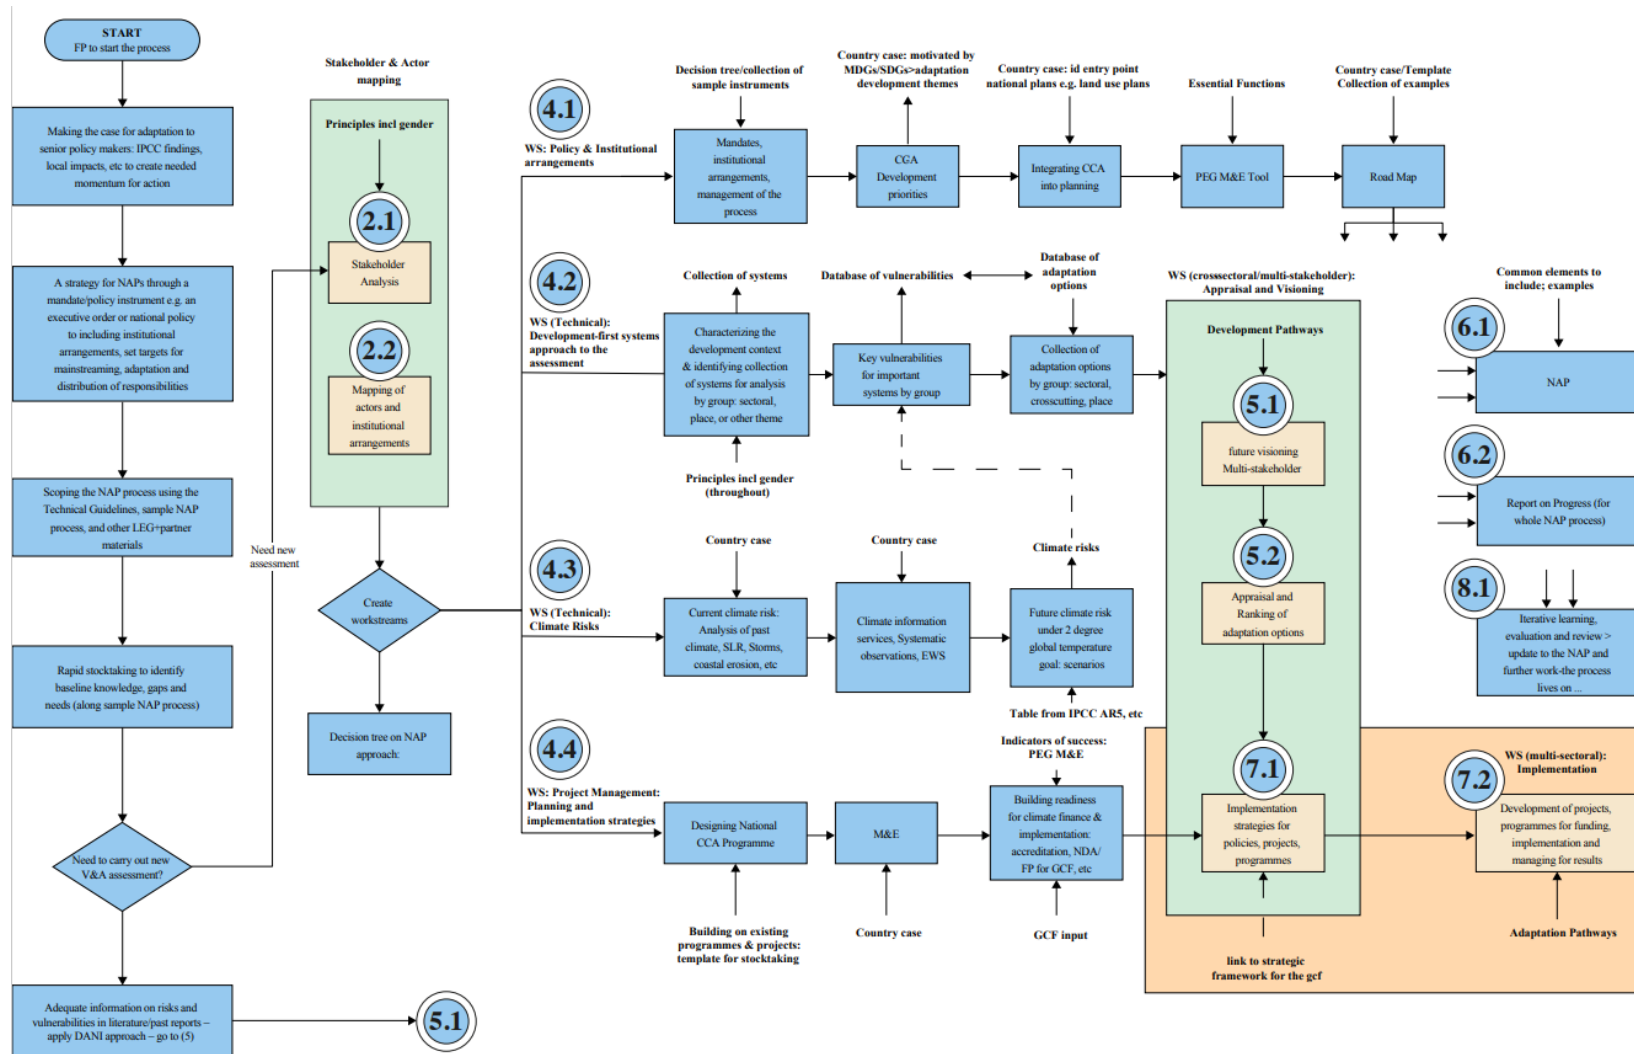 START
FP to start the process
Making the case for adaptation to
senior policy makers: IPCC findings,
local impacts, etc to create needed
momentum for action
A strategy for NAPs through a
mandate/policy instrument e.g. an
executive order or national policy
to including institutional
arrangements, set targets for
mainstreaming, adaptation and
distribution of responsibilities
Scoping the NAP process using the
Technical Guidelines, sample NAP
process, and other LEG+partner
materials
Rapid stocktaking to identify
baseline knowledge, gaps and
needs (along sample NAP process)
Need to carry out new
V&A assessment?
Adequate information on risks and
vulnerabilities in literature/past reports –
apply DANI approach – go to (5)
5.1
Need new
assessment
Stakeholder & Actor
mapping
Principles incl gender
2.1
Stakeholder
Analysis
2.2
Mapping of
actors and
institutional
arrangements
Create
workstreams
Decision tree on NAP
approach:
4.1
WS: Policy & Institutional
arrangements
Decision tree/collection of
sample instruments
Mandates,
institutional
arrangements,
management of the
process
Country case: motivated by
MDGs/SDGs>adaptation
development themes
CGA
Development
priorities
Country case: id entry point
national plans e.g. land use plans
Integrating CCA
into planning
Essential Functions
PEG M&E Tool
Country case/Template
Collection of examples
Road Map
4.2
WS (Technical):
Development-first systems
approach to the
assessment
Collection of systems
Characterizing the
development context
& identifying collection
of systems for analysis
by group: sectoral,
place, or other theme
Principles incl gender
(throughout)
Database of vulnerabilities
Key vulnerabilities
for important
systems by group
Database of
adaptation
options
Collection of
adaptation options
by group: sectoral,
crosscutting, place
4.3
WS (Technical):
Climate Risks
Country case
Current climate risk:
Analysis of past
climate, SLR, Storms,
coastal erosion, etc
Country case
Climate information
services, Systematic
observations, EWS
Climate risks
Future climate risk
under 2 degree
global temperature
goal: scenarios
Table from IPCC AR5, etc
4.4
WS: Project Management:
Planning and
implementation strategies
Designing National
CCA Programme
Building on existing
programmes & projects:
template for stocktaking
M&E
Country case
Indicators of success:
PEG M&E
Building readiness
for climate finance &
implementation:
accreditation, NDA/
FP for GCF, etc
GCF input
WS (crosssectoral/multi-stakeholder):
Appraisal and Visioning
Development Pathways
5.1
future visioning
Multi-stakeholder
5.2
Appraisal and
Ranking of
adaptation options
7.1
Implementation
strategies for
policies, projects,
programmes
link to strategic
framework for the gcf
Common elements to
include; examples
6.1
NAP
6.2
Report on Progress (for
whole NAP process)
8.1
Iterative learning,
evaluation and review >
update to the NAP and
further work-the process
lives on ...
WS (multi-sectoral):
Implementation
7.2
Development of projects,
programmes for funding,
implementation and
managing for results
Adaptation Pathways